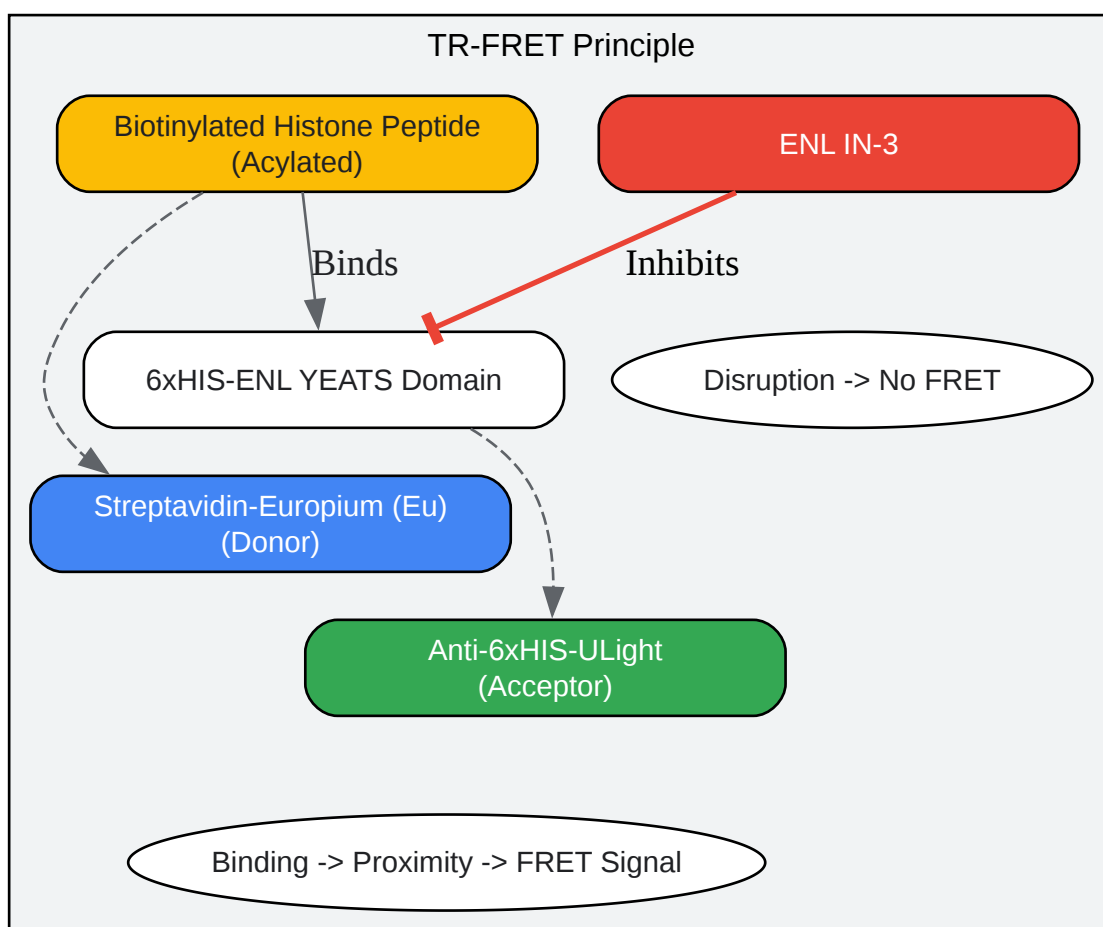 TR-FRET Principle
Biotinylated Histone Peptide
(Acylated)
ENL IN-3
Binds
Inhibits
6xHIS-ENL YEATS Domain
Disruption -> No FRET
Streptavidin-Europium (Eu)
(Donor)
Anti-6xHIS-ULight
(Acceptor)
Binding -> Proximity -> FRET Signal